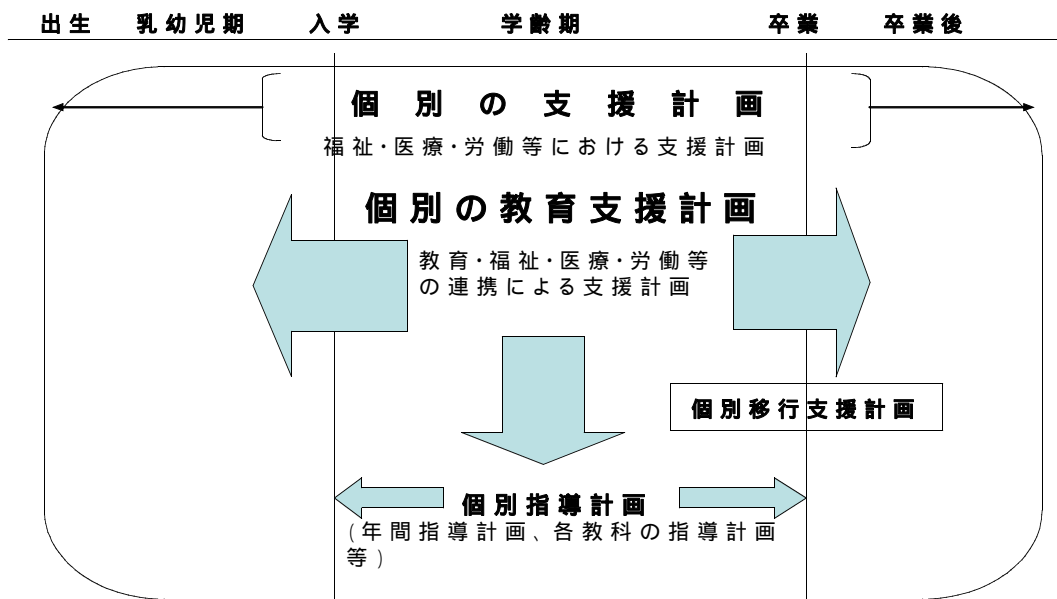 出生 乳幼児期 入学 学齢期 卒業 卒業後
個別の支援計画
福祉・医療・労働等における支援計画
個別の教育支援計画
教育・福祉・医療・労働等
の連携による支援計画
個別移行支援計画
個別指導計画
(年間指導計画、各教科の指導計画
等)